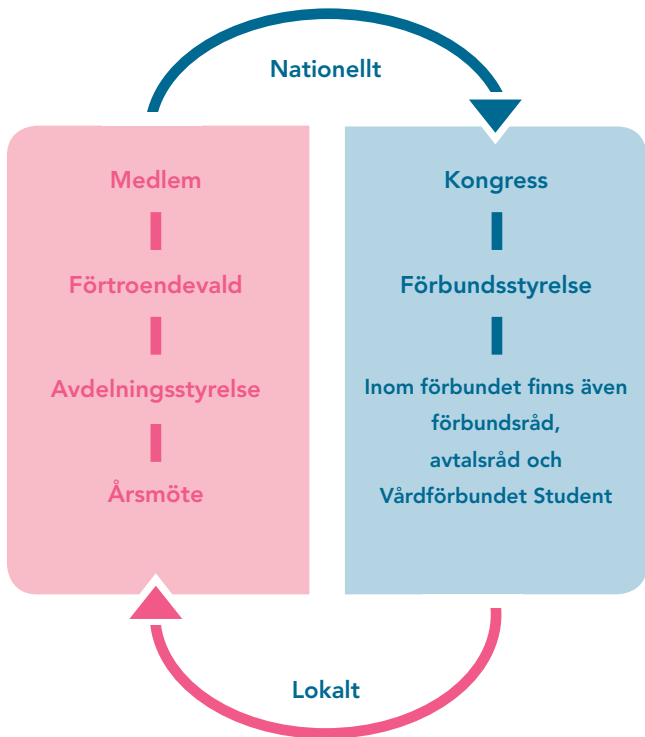 Nationellt
Medlem
Förtroendevald
Avdelningsstyrelse
Årsmöte
Kongress
Förbundsstyrelse
Inom förbundet finns även
förbundsråd,
avtalsråd och
Vårdförbundet Student
Lokalt